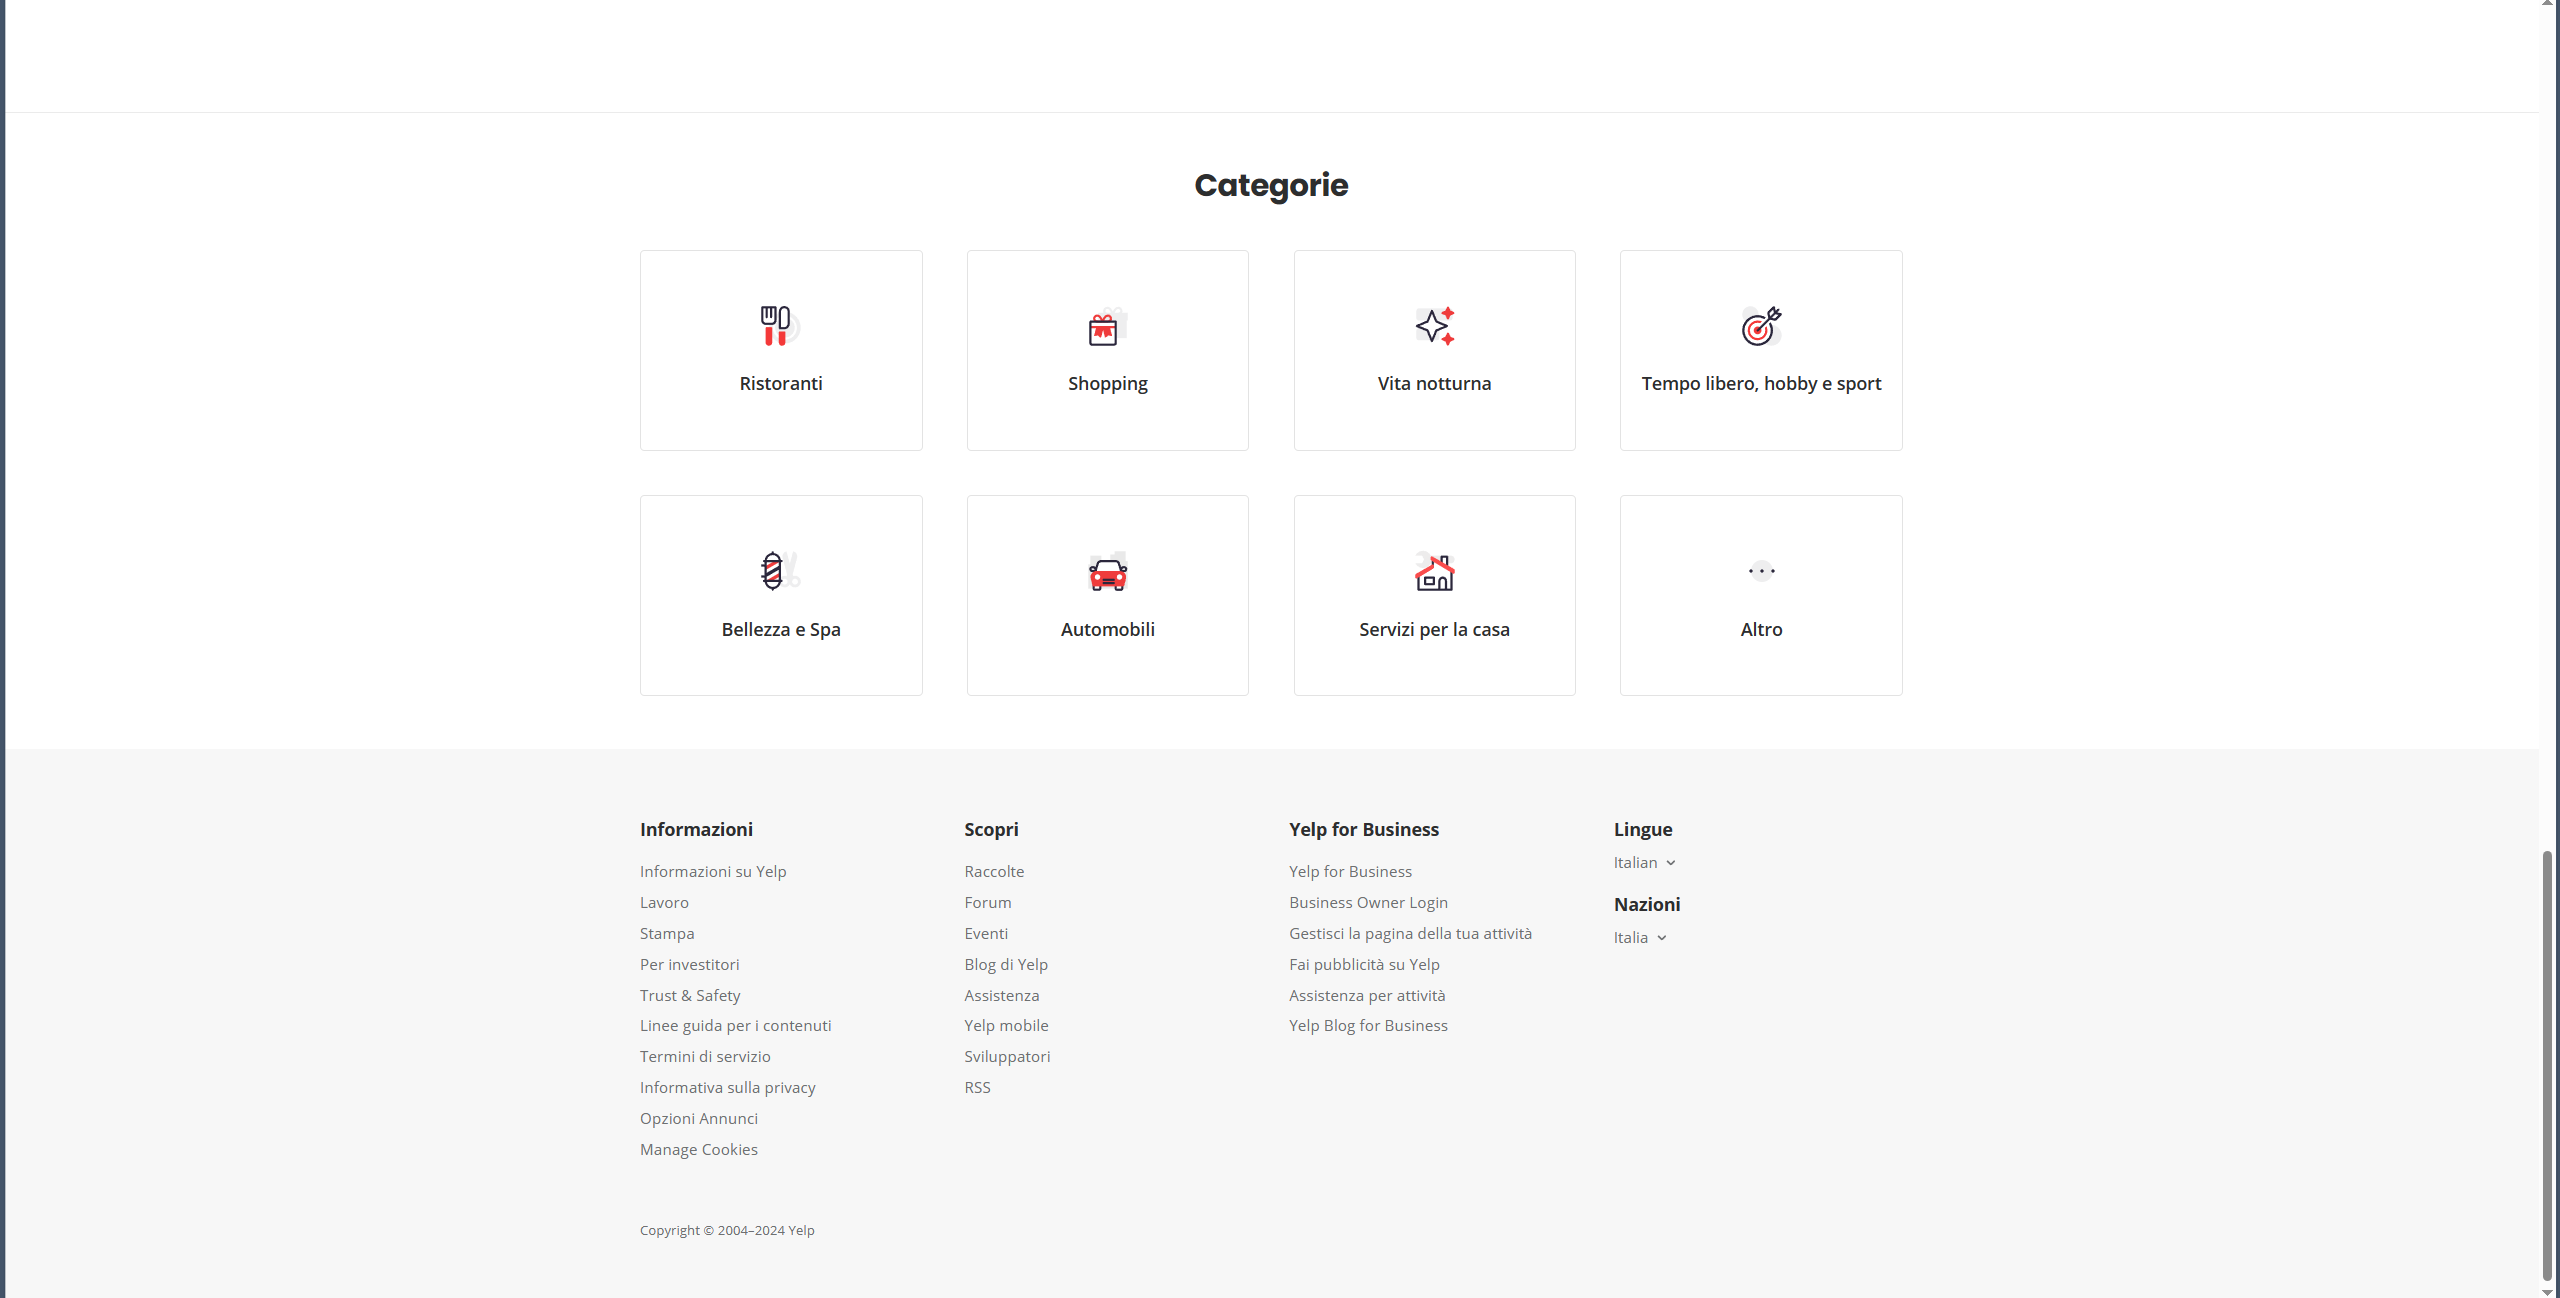 Categorie
Ristoranti
Shopping
Vita notturna
Tempo libero, hobby e sport
Bellezza e Spa
Automobili
Servizi per la casa
Altro
Informazioni
Informazioni su Yelp
Lavoro
Stampa
Per investitori
Trust & Safety
Linee guida per i contenuti
Termini di servizio
Informativa sulla privacy
Opzioni Annunci
Manage Cookies
Scopri
Raccolte
Forum
Eventi
Blog di Yelp
Assistenza
Yelp mobile
Sviluppatori
RSS
Yelp for Business
Yelp for Business
Business Owner Login
Gestisci la pagina della tua attività
Fai pubblicità su Yelp
Assistenza per attività
Yelp Blog for Business
Lingue
Italian
Nazioni
Italia
Copyright © 2004–2024 Yelp